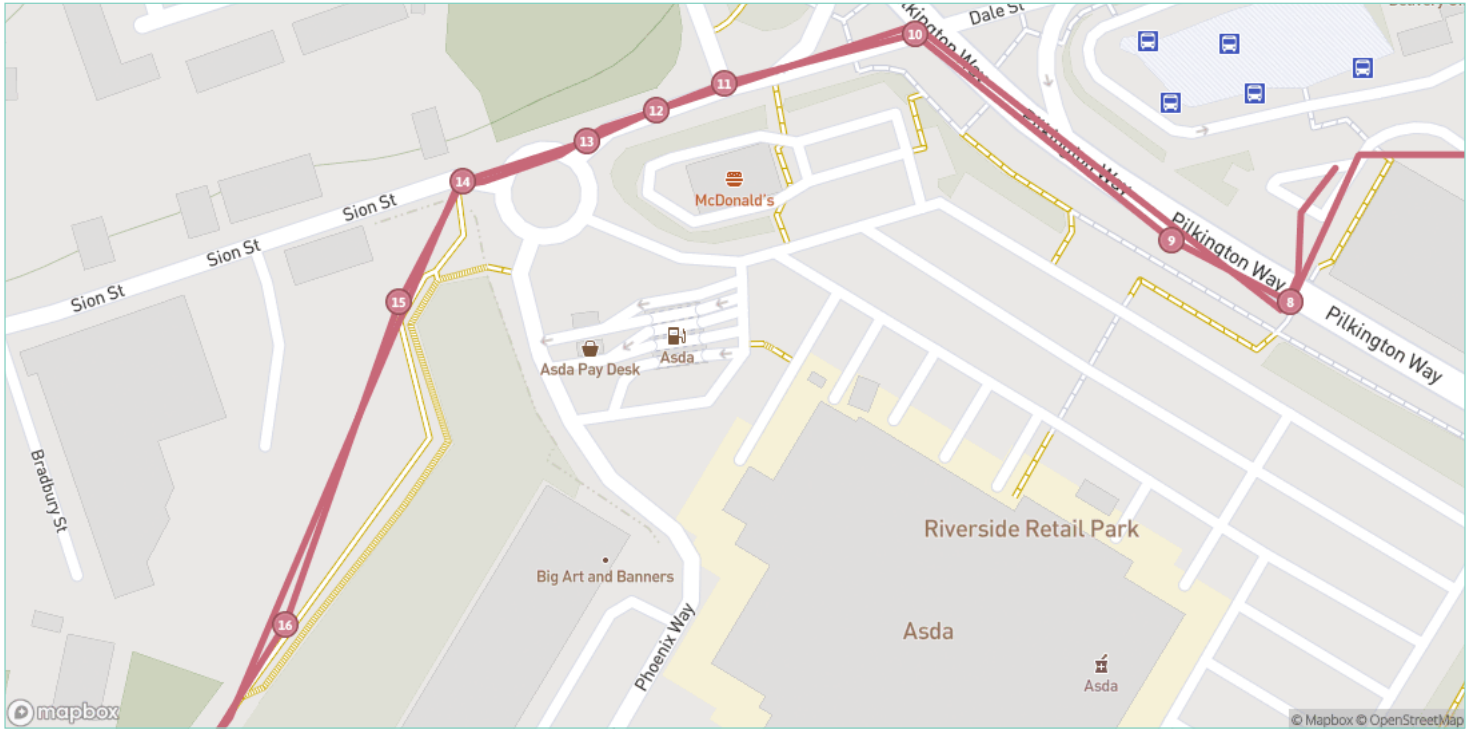 Pilkington Way
Dale St
10
11
12
13
14
Pilkington Way
McDonald's
Sion St
Sion St
Sion St
Pilkington Way
9
8
Pilkington Way
15
Asda
Asda Pay Desk
Bradbury St
Riverside Retail Park
Big Art and Banners
16
Asda
Phoenix Way
Asda
mapbox
© Mapbox © OpenStreetMap